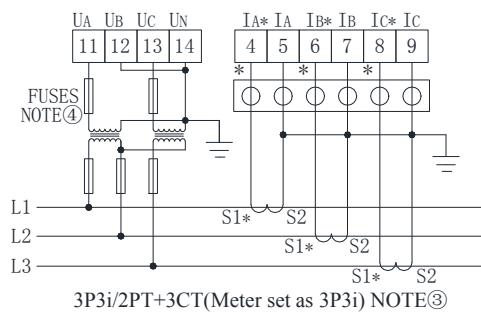 UA UB UC UN IA* IA IB* IB IC* IC
11 12 13 14 4 5 6 7 8 9
* * *
FUSES
NOTE④
L1
S1* S2
L2
S1* S2
L3
S1* S2
3P3i/2PT+3CT(Meter set as 3P3i) NOTE③